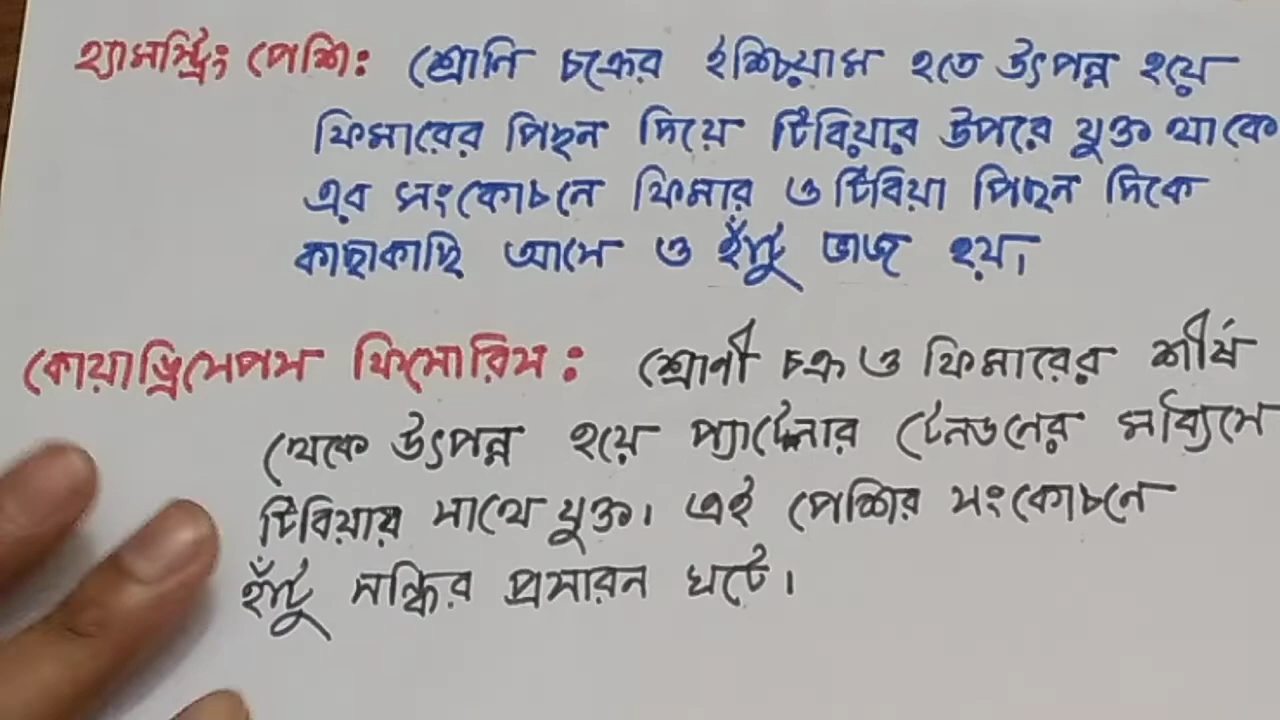 হ্যামস্ট্রিং পেশি: শ্রোনি চক্রের ইশ্চিয়াম হতে উৎপন্ন হয়ে
ফিমারের পিছন দিয়ে টিবিয়ার উপরে যুক্ত থাকে
এর সংকোচনে ফিমার ও টিবিয়া পিছন দিকে
কাছাকাছি আসে ও হাঁটু ভাজ হয়।
কোয়াড্রিসেপস ফিমোরিস: শ্রোণী চক্র ও ফিমারের শীর্ষ
থেকে উৎপন্ন হয়ে প্যাটেলার টেনডনের
টিবিয়ার সাথে যুক্ত। এই পেশির সংকোচনে
হাঁটু সন্ধির প্রসারন ঘটে।